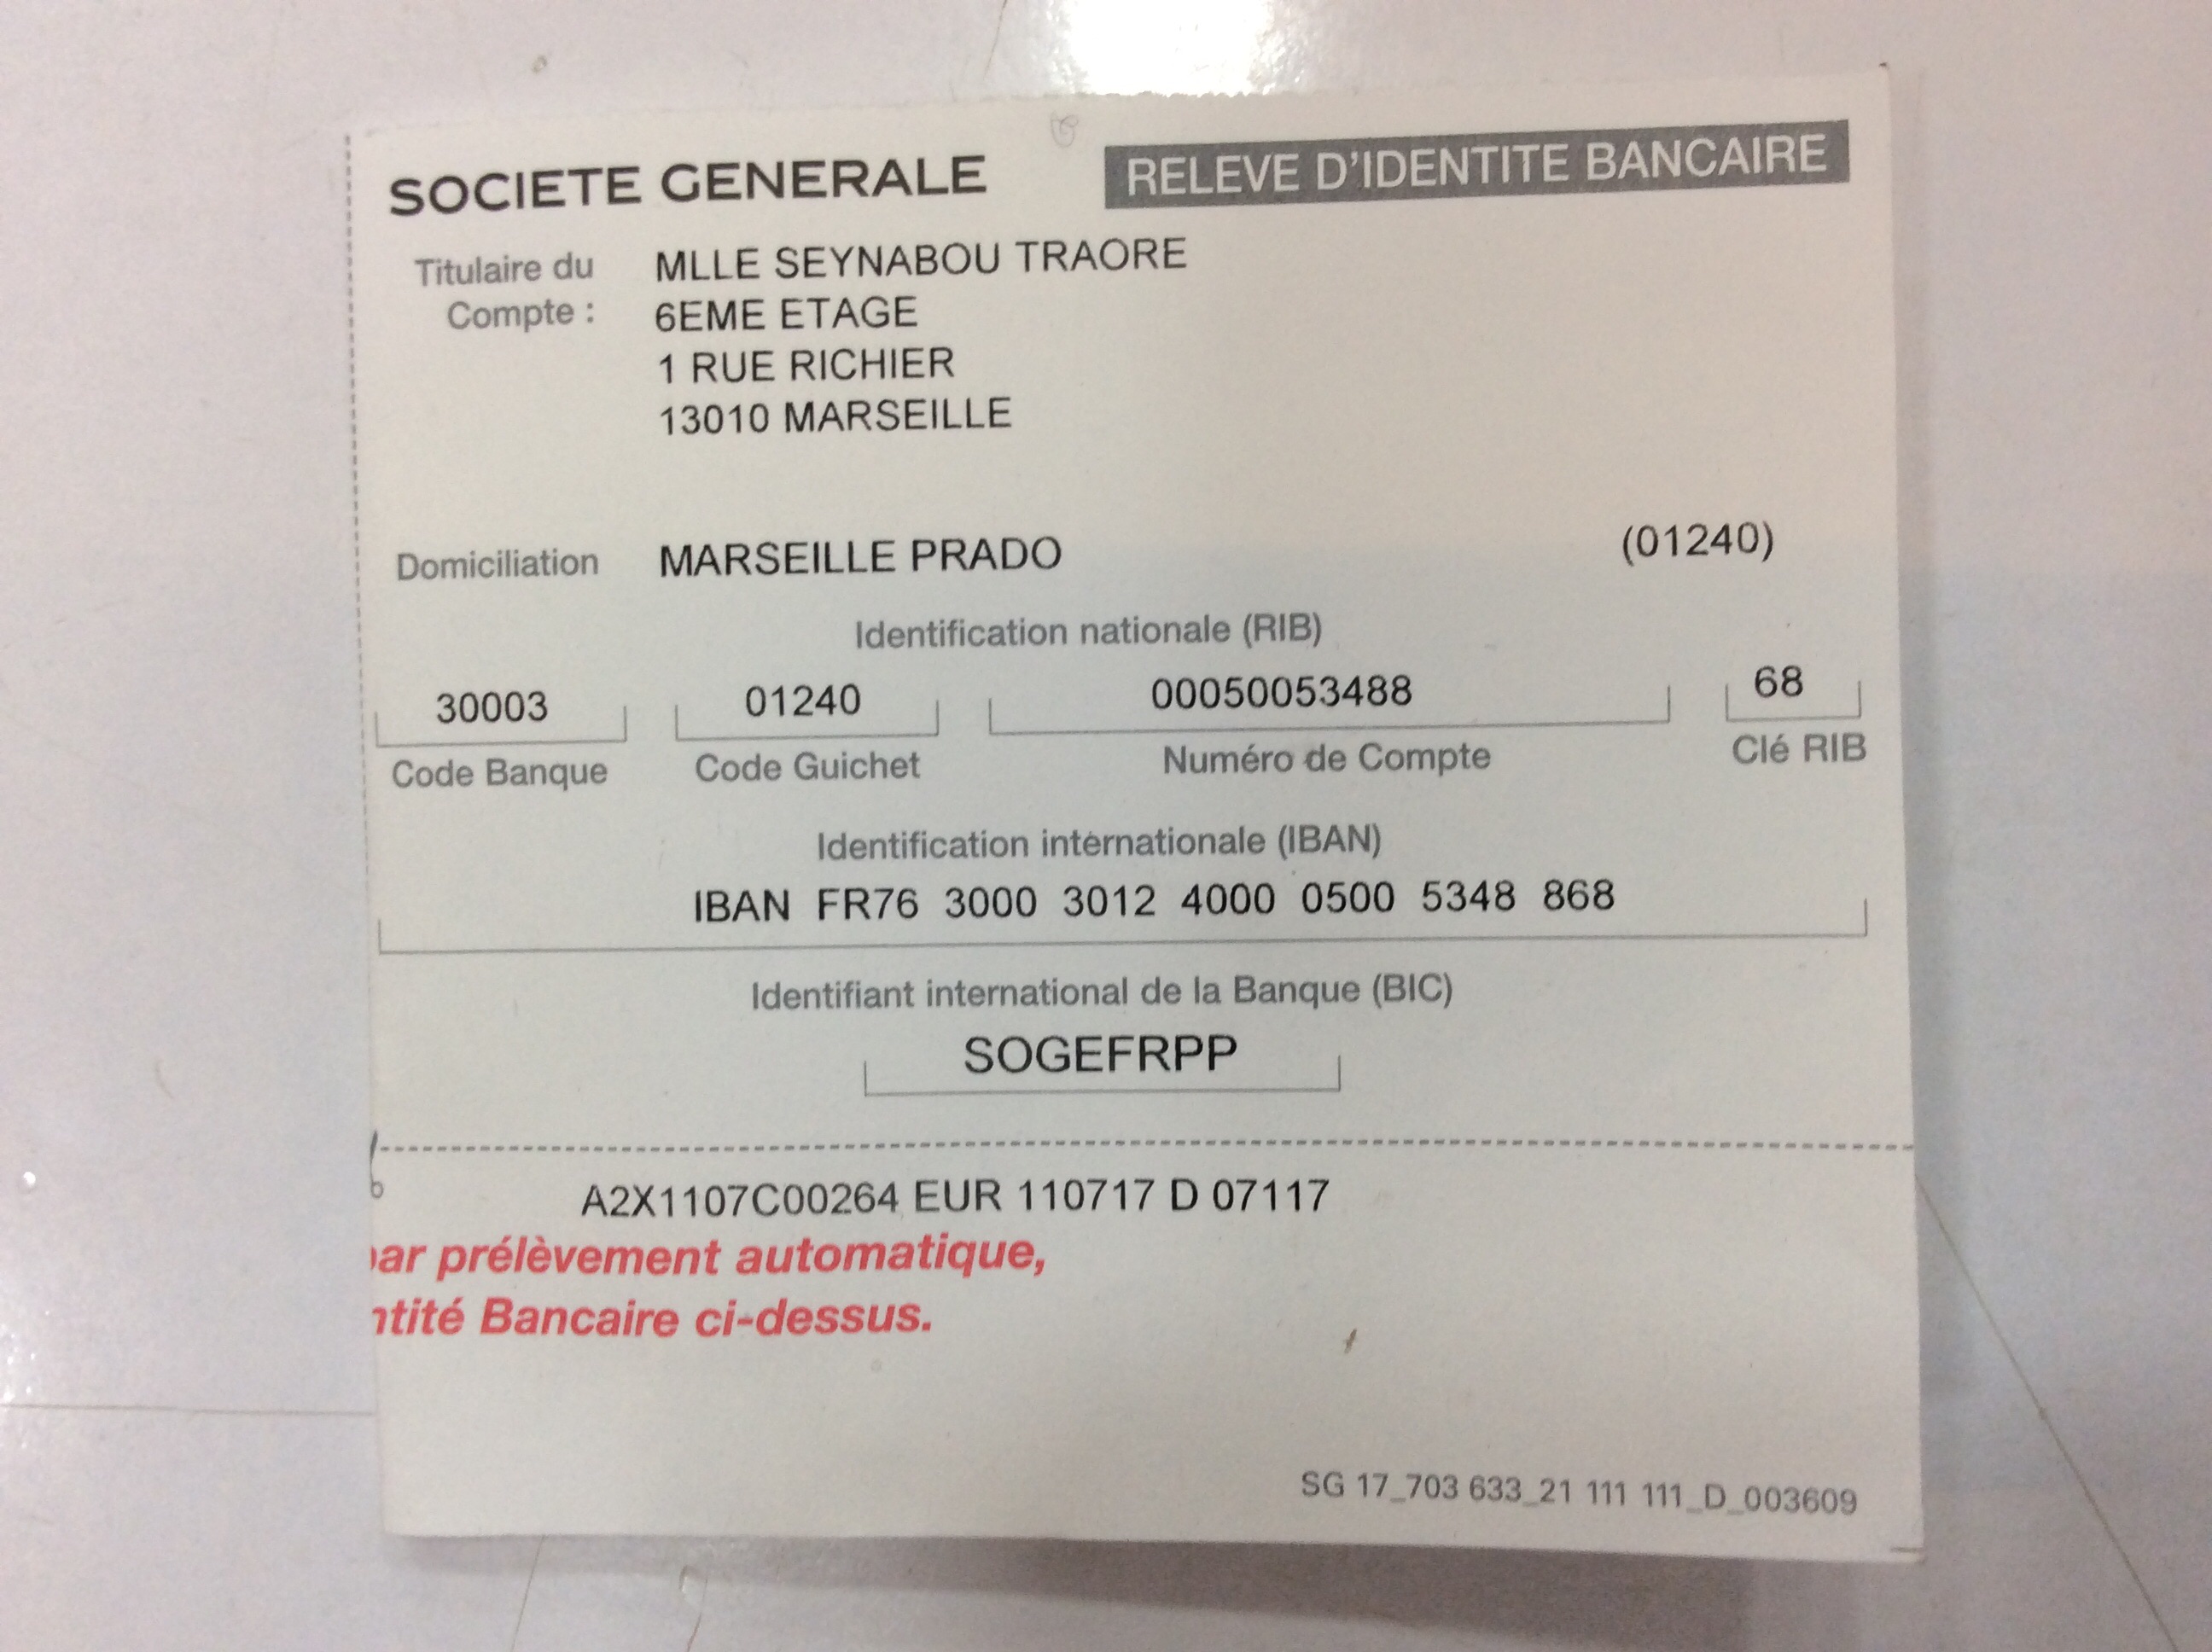 SOCIETE GENERALE RELEVE D'IDENTITE BANCAIRE
Titulaire du MLLE SEYNABOU TRAORE
Compte : 6EME ETAGE
1 RUE RICHIER
13010 MARSEILLE
Domiciliation MARSEILLE PRADO (01240)
Identification nationale (RIB)
30003 01240 00050053488 68
Code Banque Code Guichet Numéro de Compte Clé RIB
Identification internationale (IBAN)
IBAN FR76 3000 3012 4000 0500 5348 868
Identifiant international de la Banque (BIC)
SOGEFRPP
A2X1107C00264 EUR 110717 D 07117
ar prélèvement automatique,
ntité Bancaire ci-dessus.
SG 17_703 633_21 111 111_D_003609